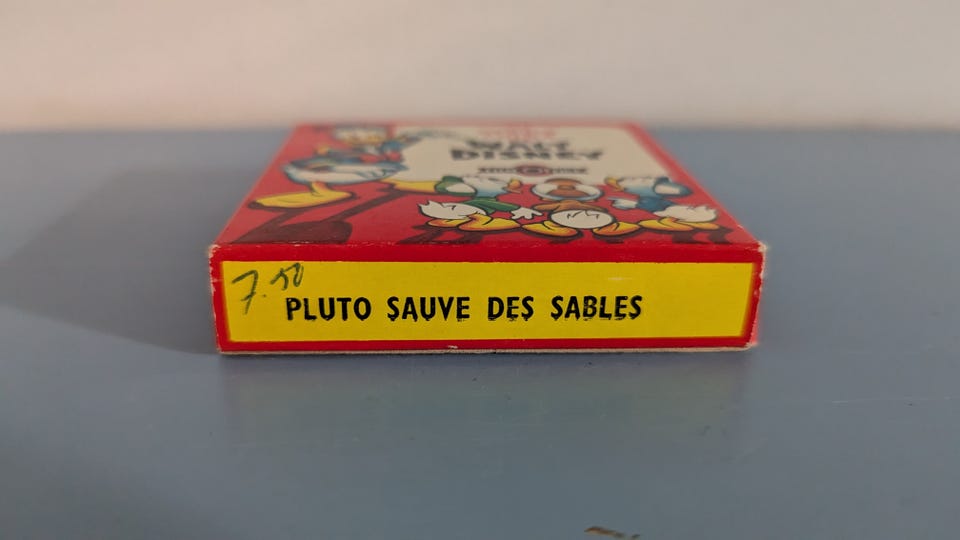 WALT
DISNEY
7.50
PLUTO SAUVE DES SABLES